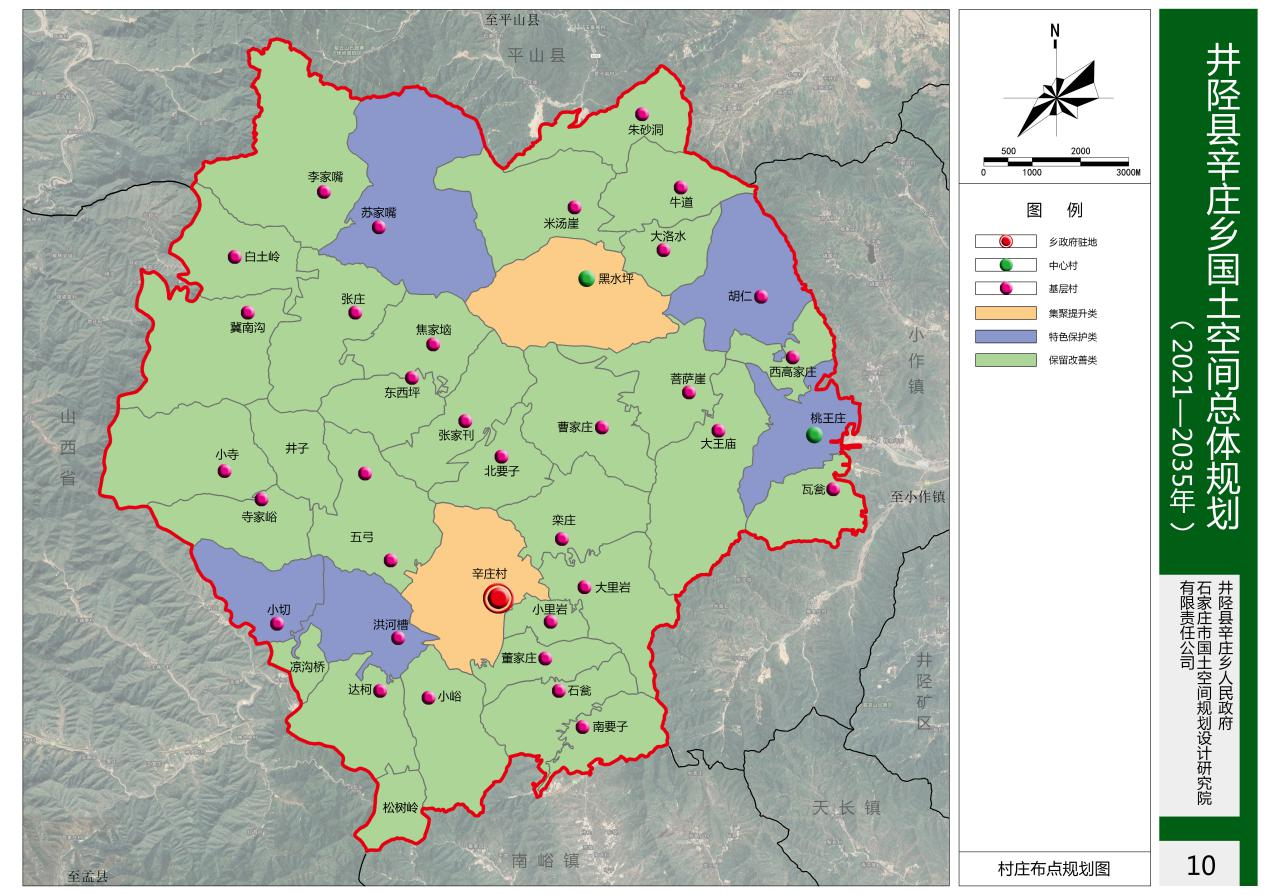 至平山县
平山县
朱砂洞
李家嘴
牛道
苏家嘴
米汤崖
大洛水
白土岭
黑水坪
胡仁
张庄
冀南沟
焦家垴
小作镇
西高家庄
东西坪
菩萨崖
山西省
桃王庄
张家刊
曹家庄
大王庙
井子
小寺
北要子
瓦瓮
至小作镇
寺家峪
栾庄
五弓
辛庄村
大里岩
小切
小里岩
洪河槽
凉沟桥
董家庄
井陉矿区
达柯
小峪
石瓮
南要子
松树岭
天长镇
南峪镇
至盂县
N
500 2000
0 1000 3000M
图 例
乡政府驻地
中心村
基层村
集聚提升类
特色保护类
保留改善类
村庄布点规划图
井陉县辛庄乡国土空间总体规划
（2021—2035年）
井陉县辛庄乡人民政府
石家庄市国土空间规划设计研究院
有限责任公司
10